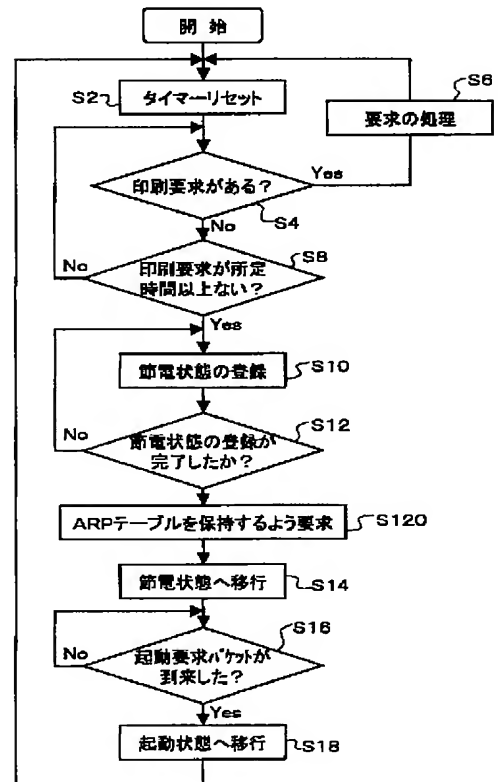 開 始
S2
タイマーリセット
S6
要求の処理
印刷要求がある?
Yes
S4
No
S8
印刷要求が所定
時間以上ない?
No
Yes
節電状態の登録
S10
S12
節電状態の登録が
完了したか?
No
ARPテーブルを保持するよう要求
S120
節電状態へ移行
S14
S16
起動要求パケットが
到来した?
No
Yes
起動状態へ移行
S18